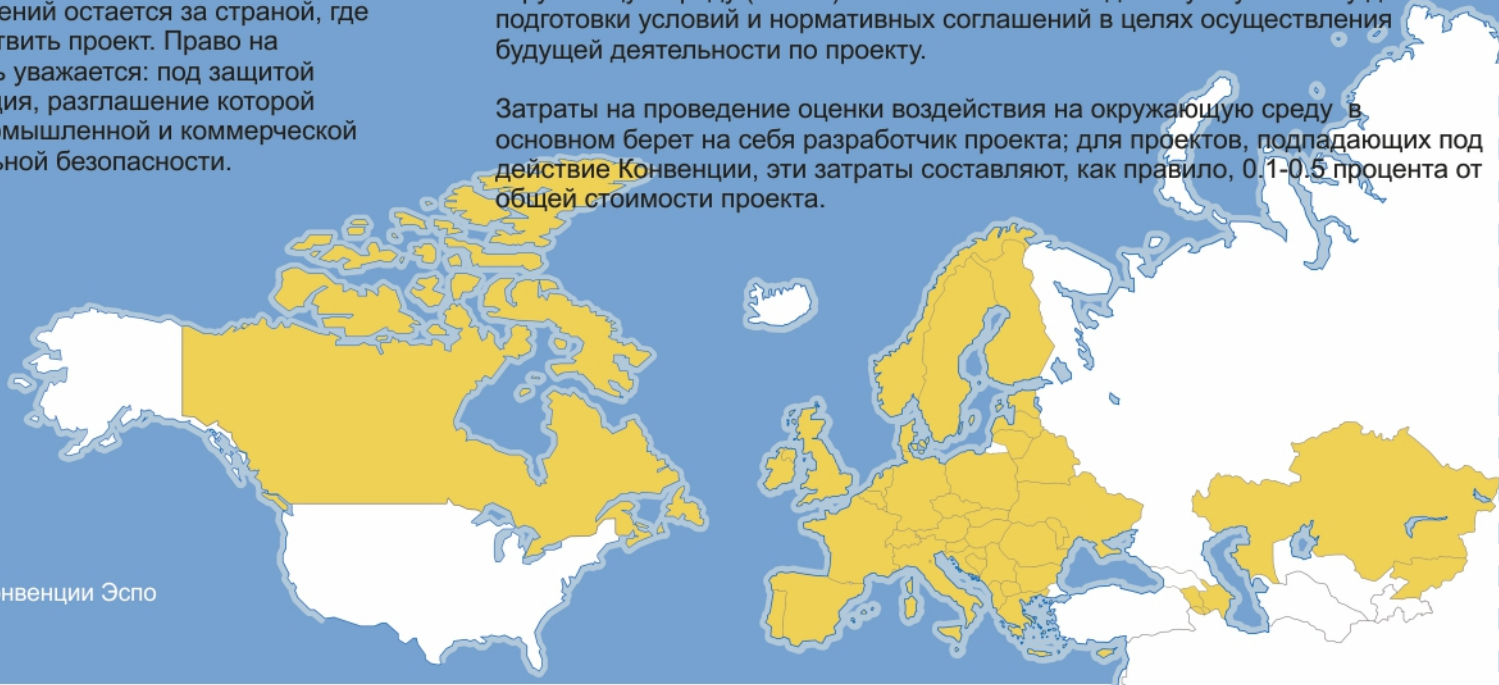 ений остается за страной, где
твить проект. Право на
ь уважается: под защитой
ция, разглашение которой
омышленной и коммерческой
ьной безопасности.
подготовки условий и нормативных соглашений в целях осуществления
будущей деятельности по проекту.
Затраты на проведение оценки воздействия на окружающую среду в
основном берет на себя разработчик проекта; для проектов, подпадающих под
действие Конвенции, эти затраты составляют, как правило, 0.1-0.5 процента от
общей стоимости проекта.
онвенции Эспо